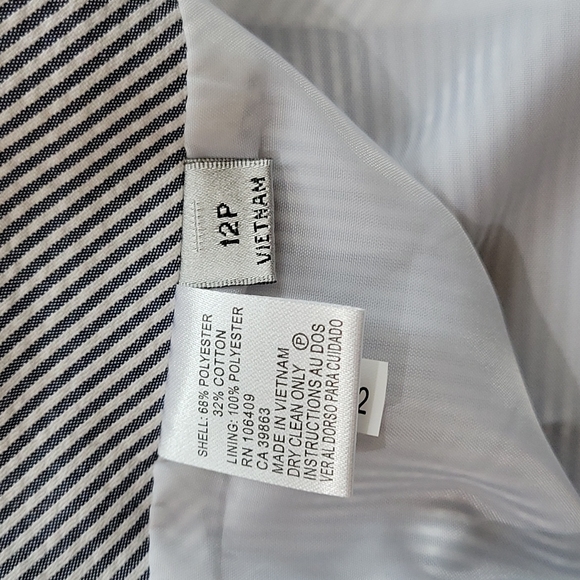 12P
VIETNAM
SHELL: 68% POLYESTER
32% COTTON
LINING: 100% POLYESTER
RN 106409
CA 39863
MADE IN VIETNAM
DRY CLEAN ONLY Ⓟ
INSTRUCTIONS AU DOS
VER AL DORSO PARA CUIDADO
2